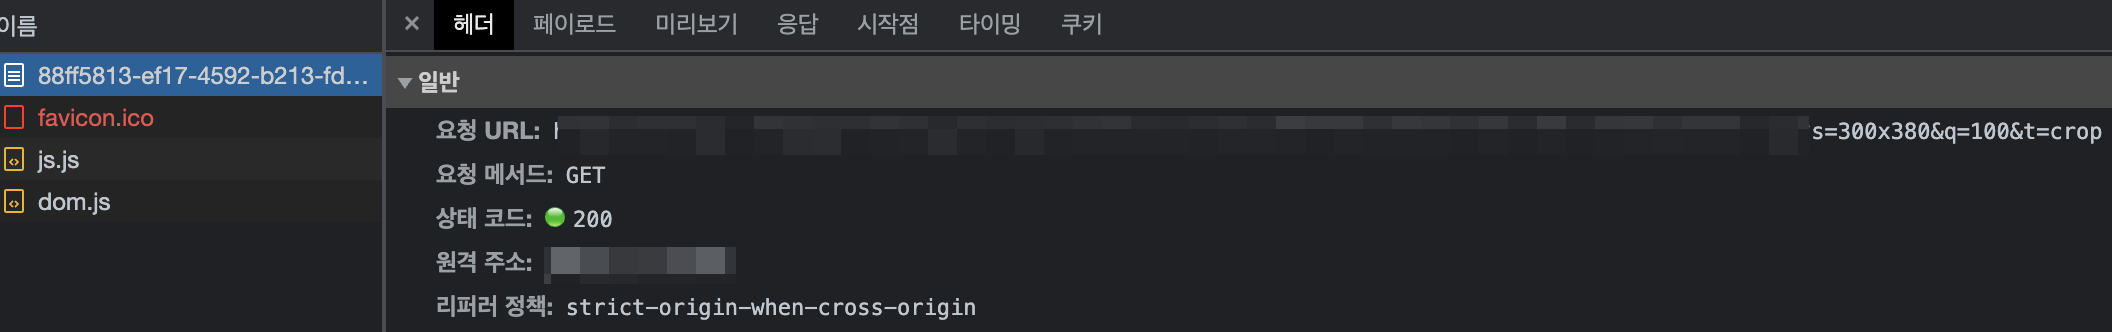 이름
× 헤더 페이로드 미리보기 응답 시작점 타이밍 쿠키
88ff5813-ef17-4592-b213-fd...
favicon.ico
js.js
dom.js
일반
요청 URL: s=300x380&q=100&t=crop
요청 메서드: GET
상태 코드: 200
원격 주소:
리퍼러 정책: strict-origin-when-cross-origin